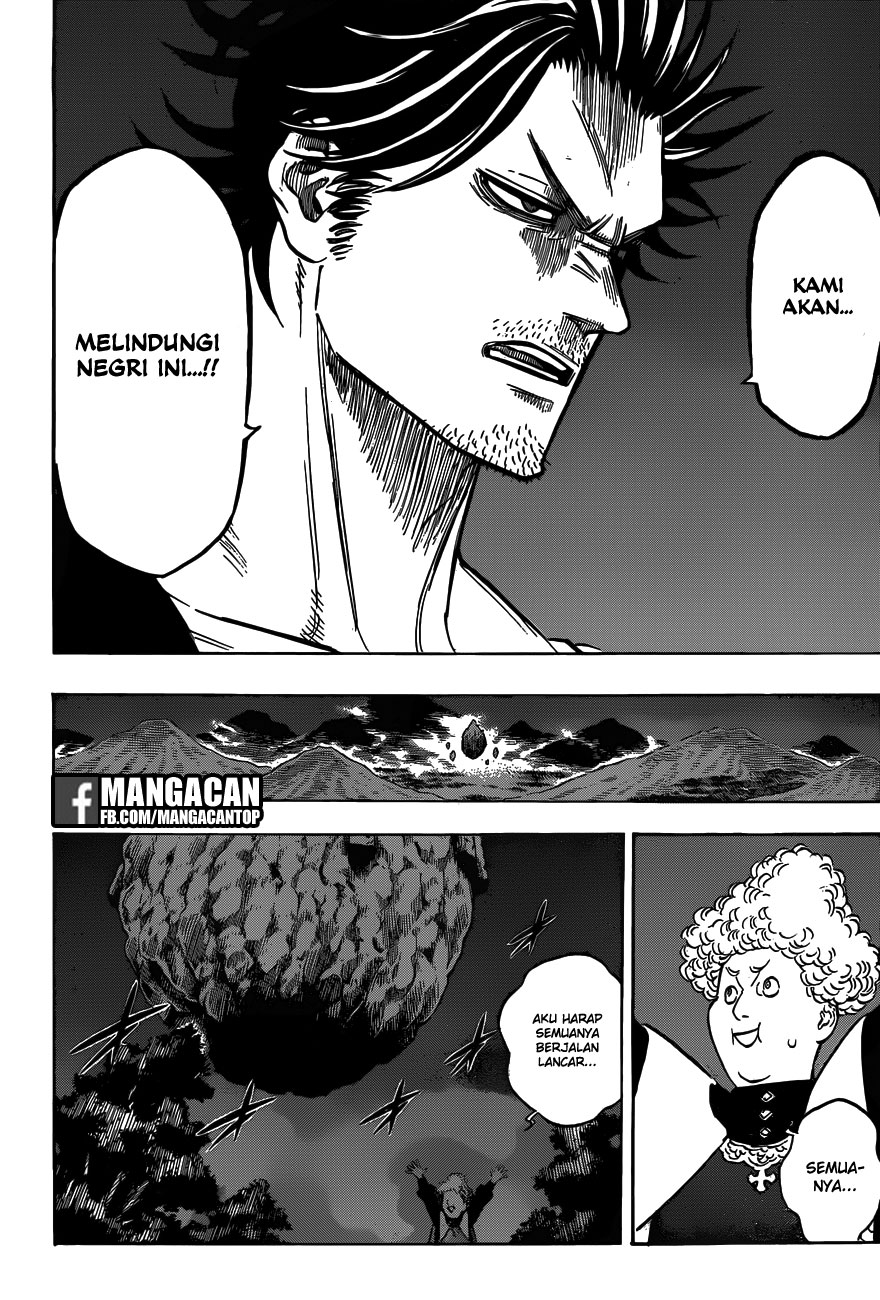 KAMI
AKAN...
MELINDUNGI
NEGRI INI...!!
MANGACAN
FB.COM/MANGACANTOP
SEMUA-
NYA...
AKU HARAP
SEMUANYA
BERJALAN
LANCAR...